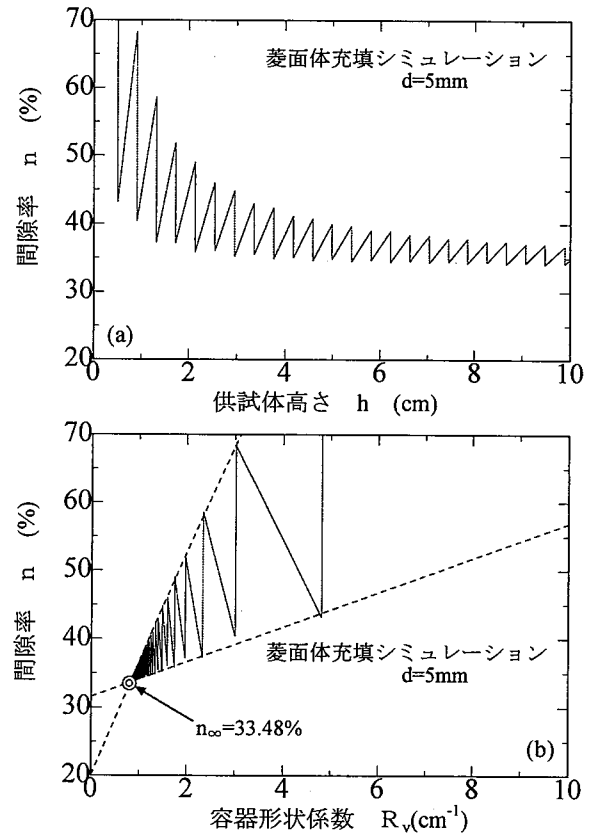 70
60
50
40
30
20
間隙率 n (%)
菱面体充填シミュレーション
d=5mm
(a)
0 2 4 6 8 10
供試体高さ h (cm)
70
60
50
40
30
20
間隙率 n (%)
菱面体充填シミュレーション
d=5mm
n∞=33.48%
(b)
0 2 4 6 8 10
容器形状係数 Rv(cm-1)